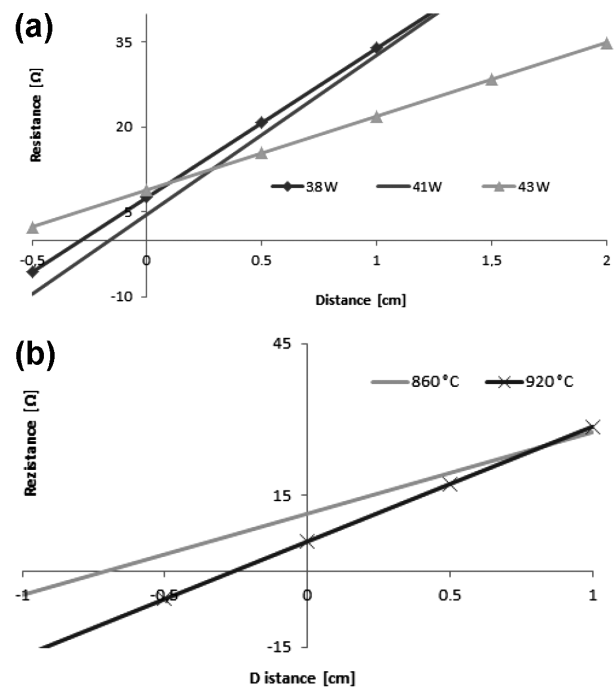 (a)
35
20
5
-10
Resistance [Ω]
38W 41W 43W
-0,5 0 0.5 1 1,5 2
Distance [cm]
(b)
45
15
-15
Rezistance [Ω]
860°C 920°C
-1 -0.5 0 0.5 1
D istance [cm]